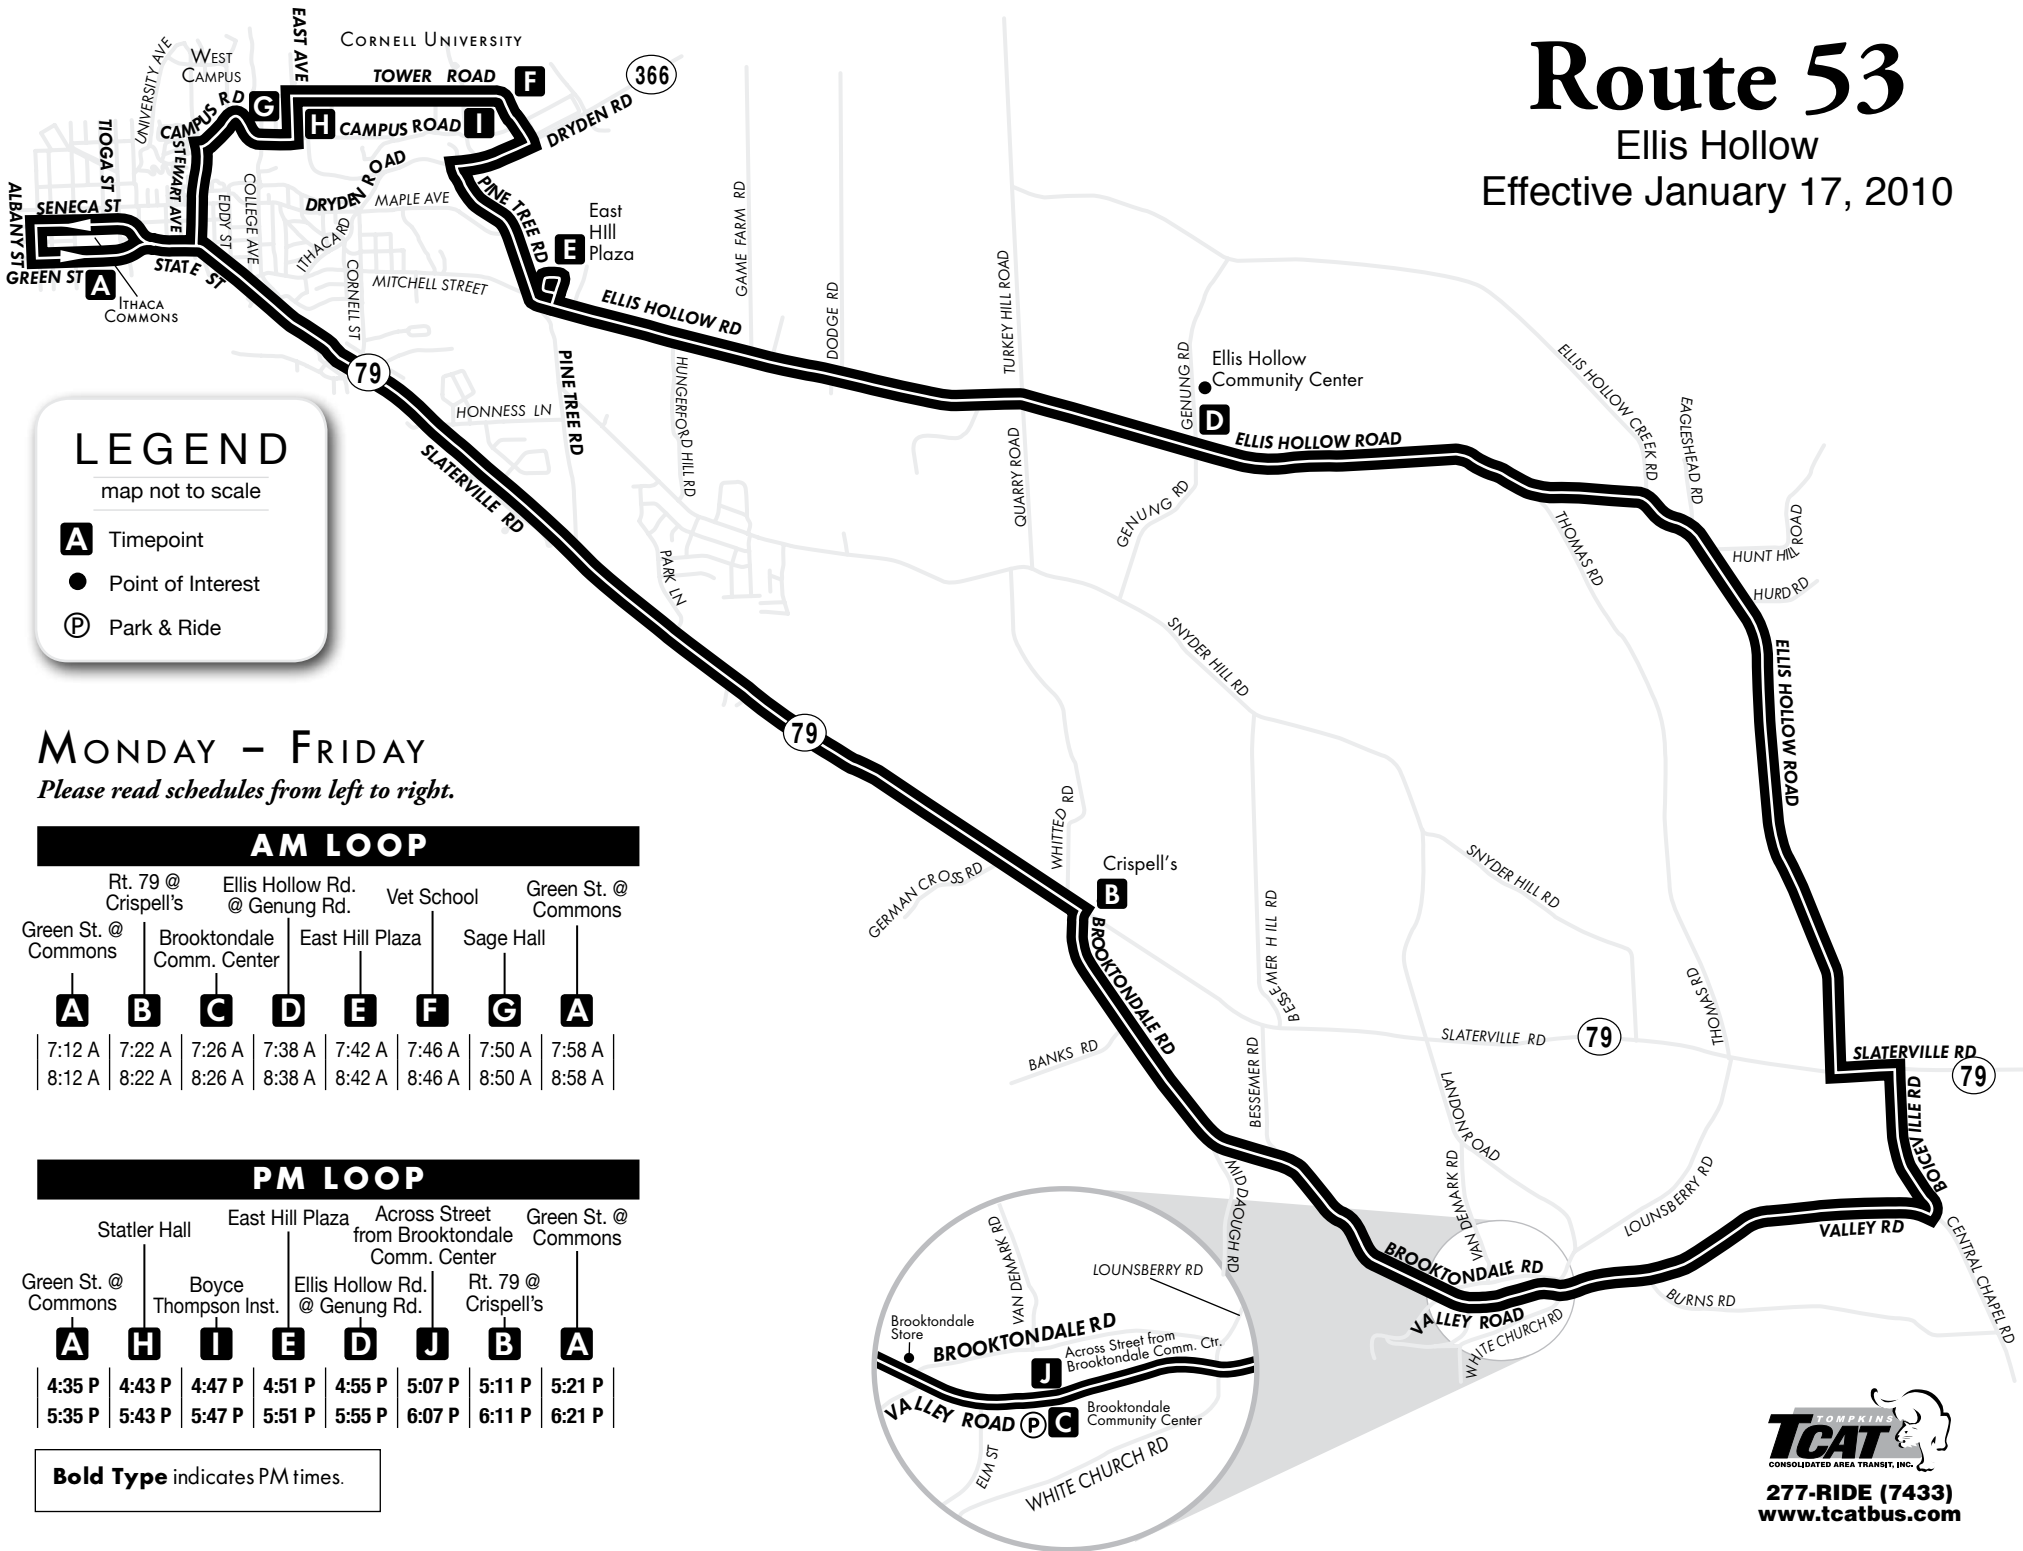 Route 53
Ellis Hollow
Effective January 17, 2010
CORNELL UNIVERSITY
WEST
CAMPUS
EAST AVE
TOWER ROAD
F
366
DRYDEN RD
UNIVERSITY AVE
CAMPUS RD
G
H
CAMPUS ROAD
I
TIOGA ST
STEWART AVE
DRYDEN ROAD
MAPLE AVE
PINE TREE RD
COLLEGE AVE
EDDY ST
ITHACA RD
ALBANY ST
SENECA ST
GREEN ST
A
STATE ST
ITHACA
COMMONS
CORNELL ST
MITCHELL STREET
E
East
HIll
Plaza
ELLIS HOLLOW RD
GAME FARM RD
DODGE RD
TURKEY HILL ROAD
79
HONNESS LN
PINE TREE RD
HUNGERFORD HILL RD
SLATERVILLE RD
QUARRY ROAD
GENUNG RD
Ellis Hollow
Community Center
D
ELLIS HOLLOW ROAD
GENUNG RD
ELLIS HOLLOW CREEK RD
EAGLESHEAD RD
THOMAS RD
HUNT HILL ROAD
HURD RD
ELLIS HOLLOW ROAD
PARK LN
SNYDER HILL RD
79
WHITTED RD
Crispell's
B
GERMAN CROSS RD
BROOKTONDALE RD
BESSEMER HILL RD
BESSEMER RD
BESSEMER RD
SNYDER HILL RD
THOMAS RD
BANKS RD
SLATERVILLE RD
79
SLATERVILLE RD
79
BOICEVILLE RD
LANDON ROAD
VAN DEMARK RD
LOUNSBERRY RD
WIDDAOUGH RD
BROOKTONDALE RD
VALLEY ROAD
WHITE CHURCH RD
VALLEY RD
BURNS RD
CENTRAL CHAPEL RD
LEGEND
map not to scale
A Timepoint
Point of Interest
P Park & Ride
MONDAY – FRIDAY
Please read schedules from left to right.
AM LOOP
Green St. @
Commons
Rt. 79 @
Crispell's
Brooktondale
Comm. Center
Ellis Hollow Rd.
@ Genung Rd.
East Hill Plaza
Vet School
Sage Hall
Green St. @
Commons
A B C D E F G A
7:12 A 7:22 A 7:26 A 7:38 A 7:42 A 7:46 A 7:50 A 7:58 A
8:12 A 8:22 A 8:26 A 8:38 A 8:42 A 8:46 A 8:50 A 8:58 A
PM LOOP
Green St. @
Commons
Statler Hall
Boyce
Thompson Inst.
East Hill Plaza
Ellis Hollow Rd.
@ Genung Rd.
Across Street
from Brooktondale
Comm. Center
Rt. 79 @
Crispell's
Green St. @
Commons
A H I E D J B A
4:35 P 4:43 P 4:47 P 4:51 P 4:55 P 5:07 P 5:11 P 5:21 P
5:35 P 5:43 P 5:47 P 5:51 P 5:55 P 6:07 P 6:11 P 6:21 P
Bold Type indicates PM times.
VAN DEMARK RD
LOUNSBERRY RD
Brooktondale
Store
BROOKTONDALE RD
J
Across Street from
Brooktondale Comm. Ctr.
VALLEY ROAD
P
C
Brooktondale
Community Center
ELM ST
WHITE CHURCH RD
TOMPKINS
TCAT
CONSOLIDATED AREA TRANSIT, INC.
277-RIDE (7433)
www.tcatbus.com